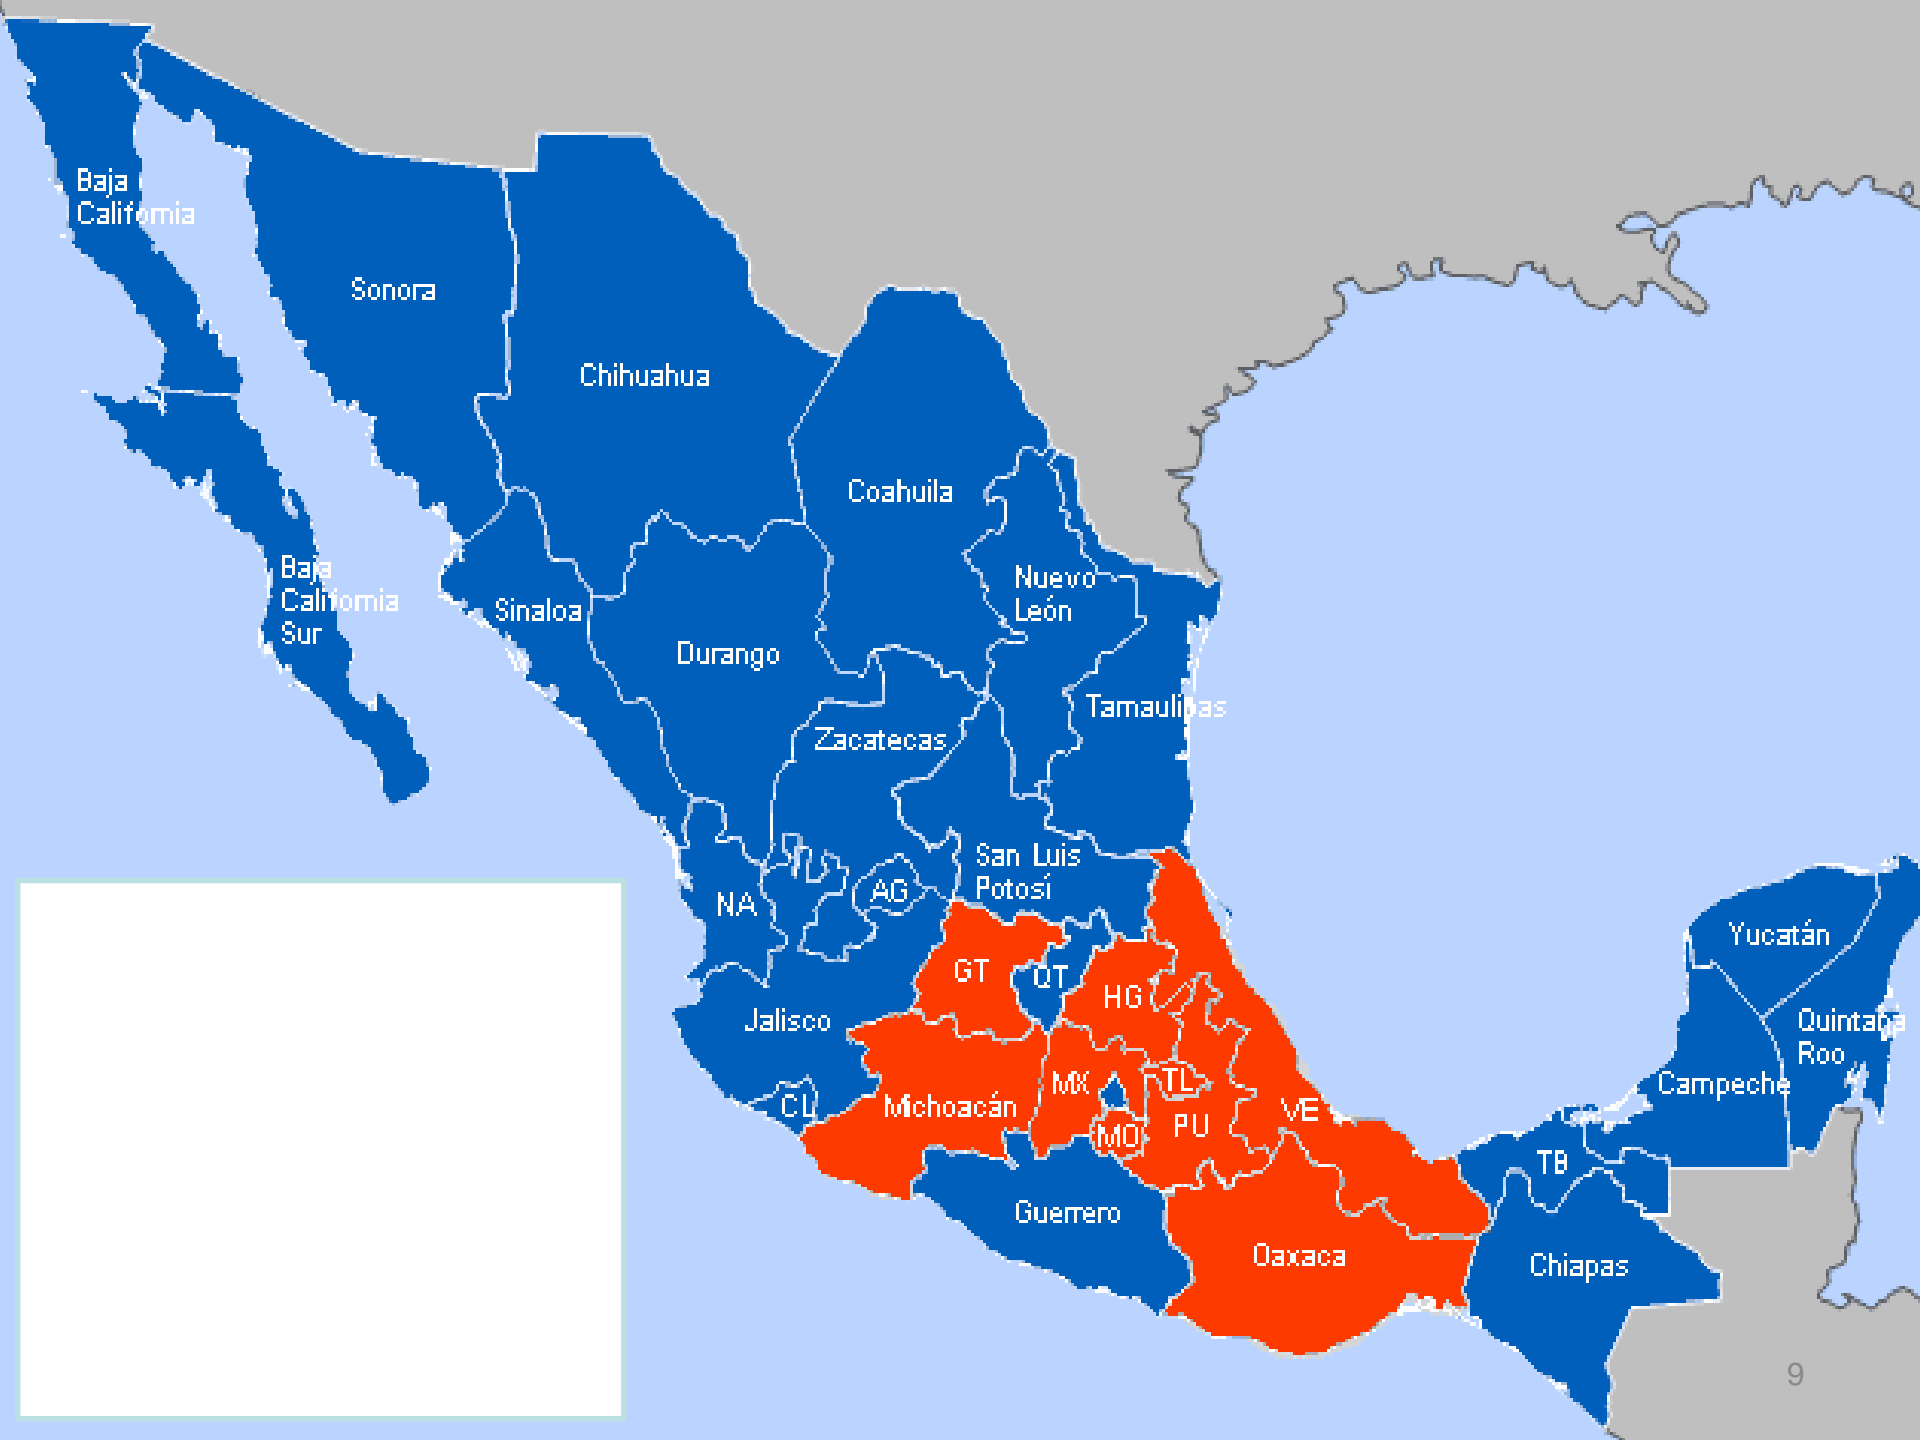 Baja
California
Sonora
Chihuahua
Coahuila
Baja
California
Sur
Sinaloa
Nuevo
León
Durango
Tamaulipas
Zacatecas
San Luis
Potosí
AG
NA
Yucatán
GT
QT
HG
Jalisco
Quintana
Roo
MX
TL
Campeche
CL
Michoacán
VE
MO
PU
TB
Guerrero
Oaxaca
Chiapas
9